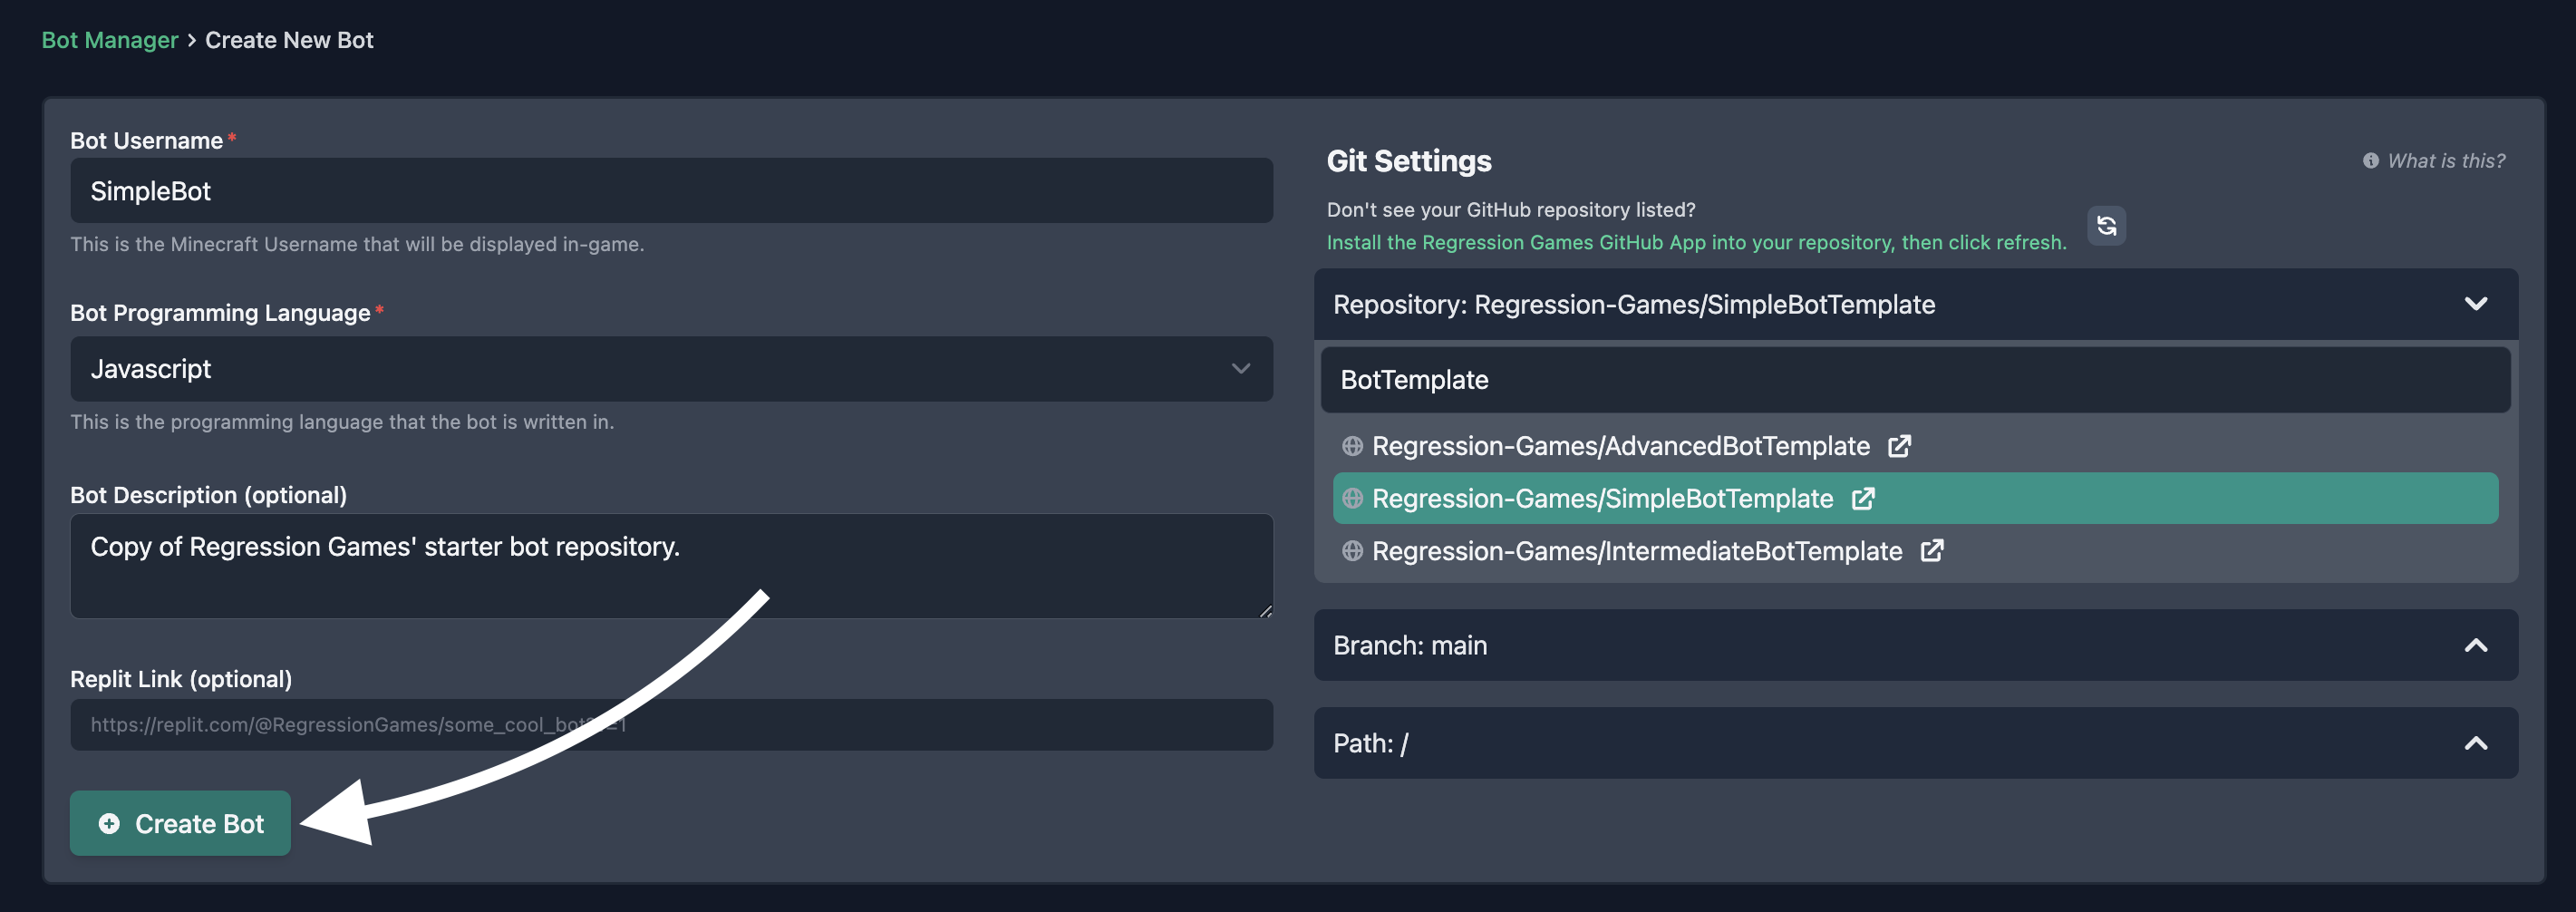 Bot Manager > Create New Bot
Bot Username*
SimpleBot
This is the Minecraft Username that will be displayed in-game.
Bot Programming Language*
Javascript
This is the programming language that the bot is written in.
Bot Description (optional)
Copy of Regression Games' starter bot repository.
Replit Link (optional)
https://replit.com/@RegressionGames/some_cool_bot
Create Bot
Git Settings
What is this?
Don't see your GitHub repository listed?
Install the Regression Games GitHub App into your repository, then click refresh.
Repository: Regression-Games/SimpleBotTemplate
BotTemplate
Regression-Games/AdvancedBotTemplate
Regression-Games/SimpleBotTemplate
Regression-Games/IntermediateBotTemplate
Branch: main
Path: /